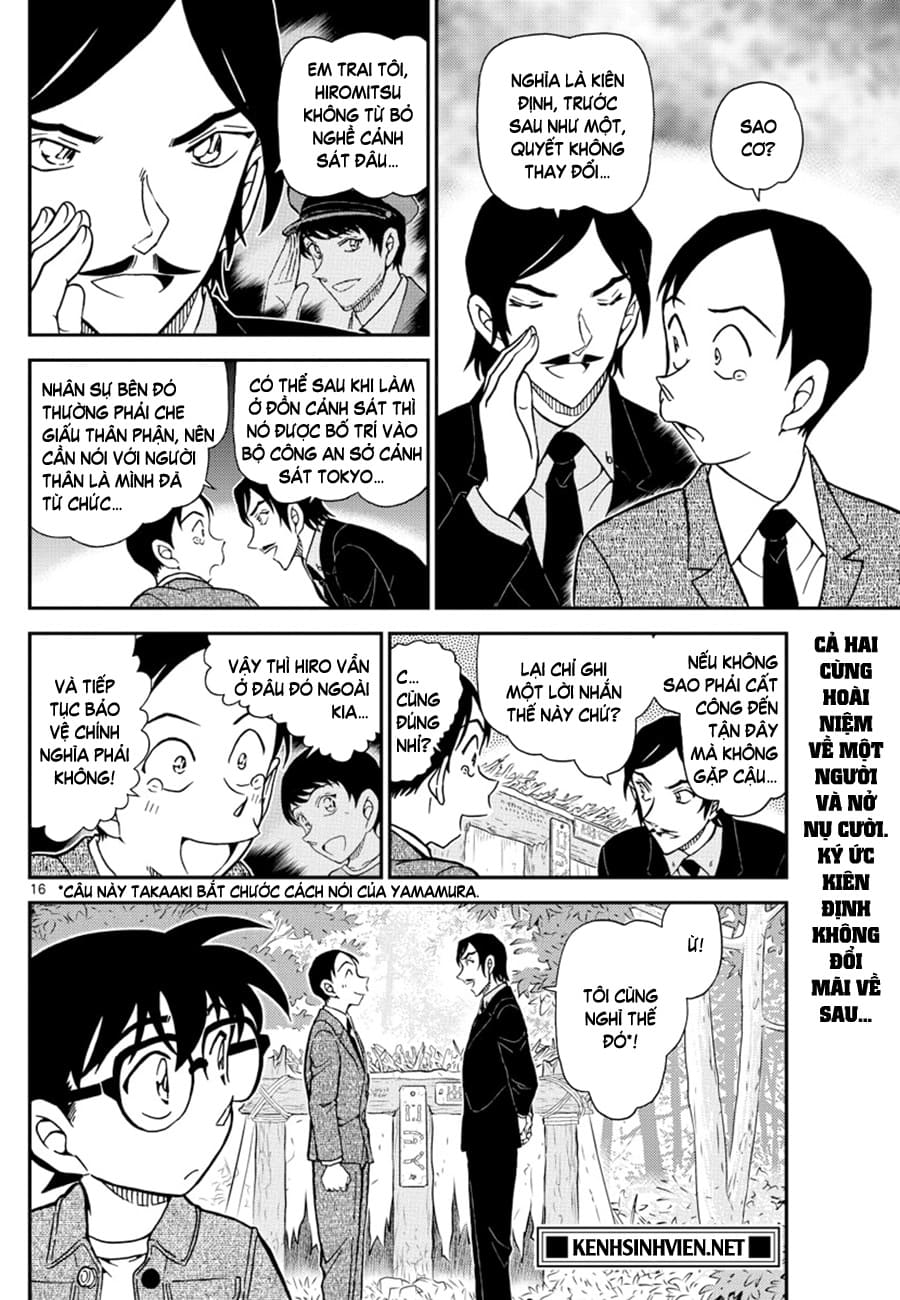 EM TRAI TÔI,
HIROMITSU
KHÔNG TỪ BỎ
NGHỀ CẢNH
SÁT ĐÂU...
NGHĨA LÀ KIÊN
ĐỊNH, TRƯỚC
SAU NHƯ MỘT,
QUYẾT KHÔNG
THAY ĐỔI...
SAO
CƠ?
NHÂN SỰ BÊN ĐÓ
THƯỜNG PHẢI CHE
GIẤU THÂN PHẬN, NÊN
CẦN NÓI VỚI NGƯỜI
THÂN LÀ MÌNH ĐÃ
TỪ CHỨC...
CÓ THỂ SAU KHI LÀM
Ở ĐỒN CẢNH SÁT THÌ
NÓ ĐƯỢC BỐ TRÍ VÀO
BỘ CÔNG AN SỞ CẢNH
SÁT TOKYO...
VÀ TIẾP
TỤC BẢO
VỆ CHÍNH
NGHĨA PHẢI
KHÔNG!
VẬY THÌ HIRO VẪN
Ở ĐÂU ĐÓ NGOÀI
KIA...
C...
CŨNG
ĐÚNG
NHỈ?
LẠI CHỈ GHI
MỘT LỜI NHẮN
THẾ NÀY CHỨ?
NẾU KHÔNG
SAO PHẢI CẤT
CÔNG ĐẾN
TẬN ĐÂY
MÀ KHÔNG
GẶP CẬU...
CẢ HAI
CÙNG
HOÀI
NIỆM
VỀ MỘT
NGƯỜI
VÀ NỞ
NỤ CƯỜI.
KÝ ỨC
KIÊN
ĐỊNH
KHÔNG
ĐỔI
MÃI VỀ
SAU...
16
*CÂU NÀY TAKAAKI BẮT CHƯỚC CÁCH NÓI CỦA YAMAMURA.
Ừ!
TÔI CŨNG
NGHĨ THẾ
ĐÓ*!
KENHSINHVIEN.NET